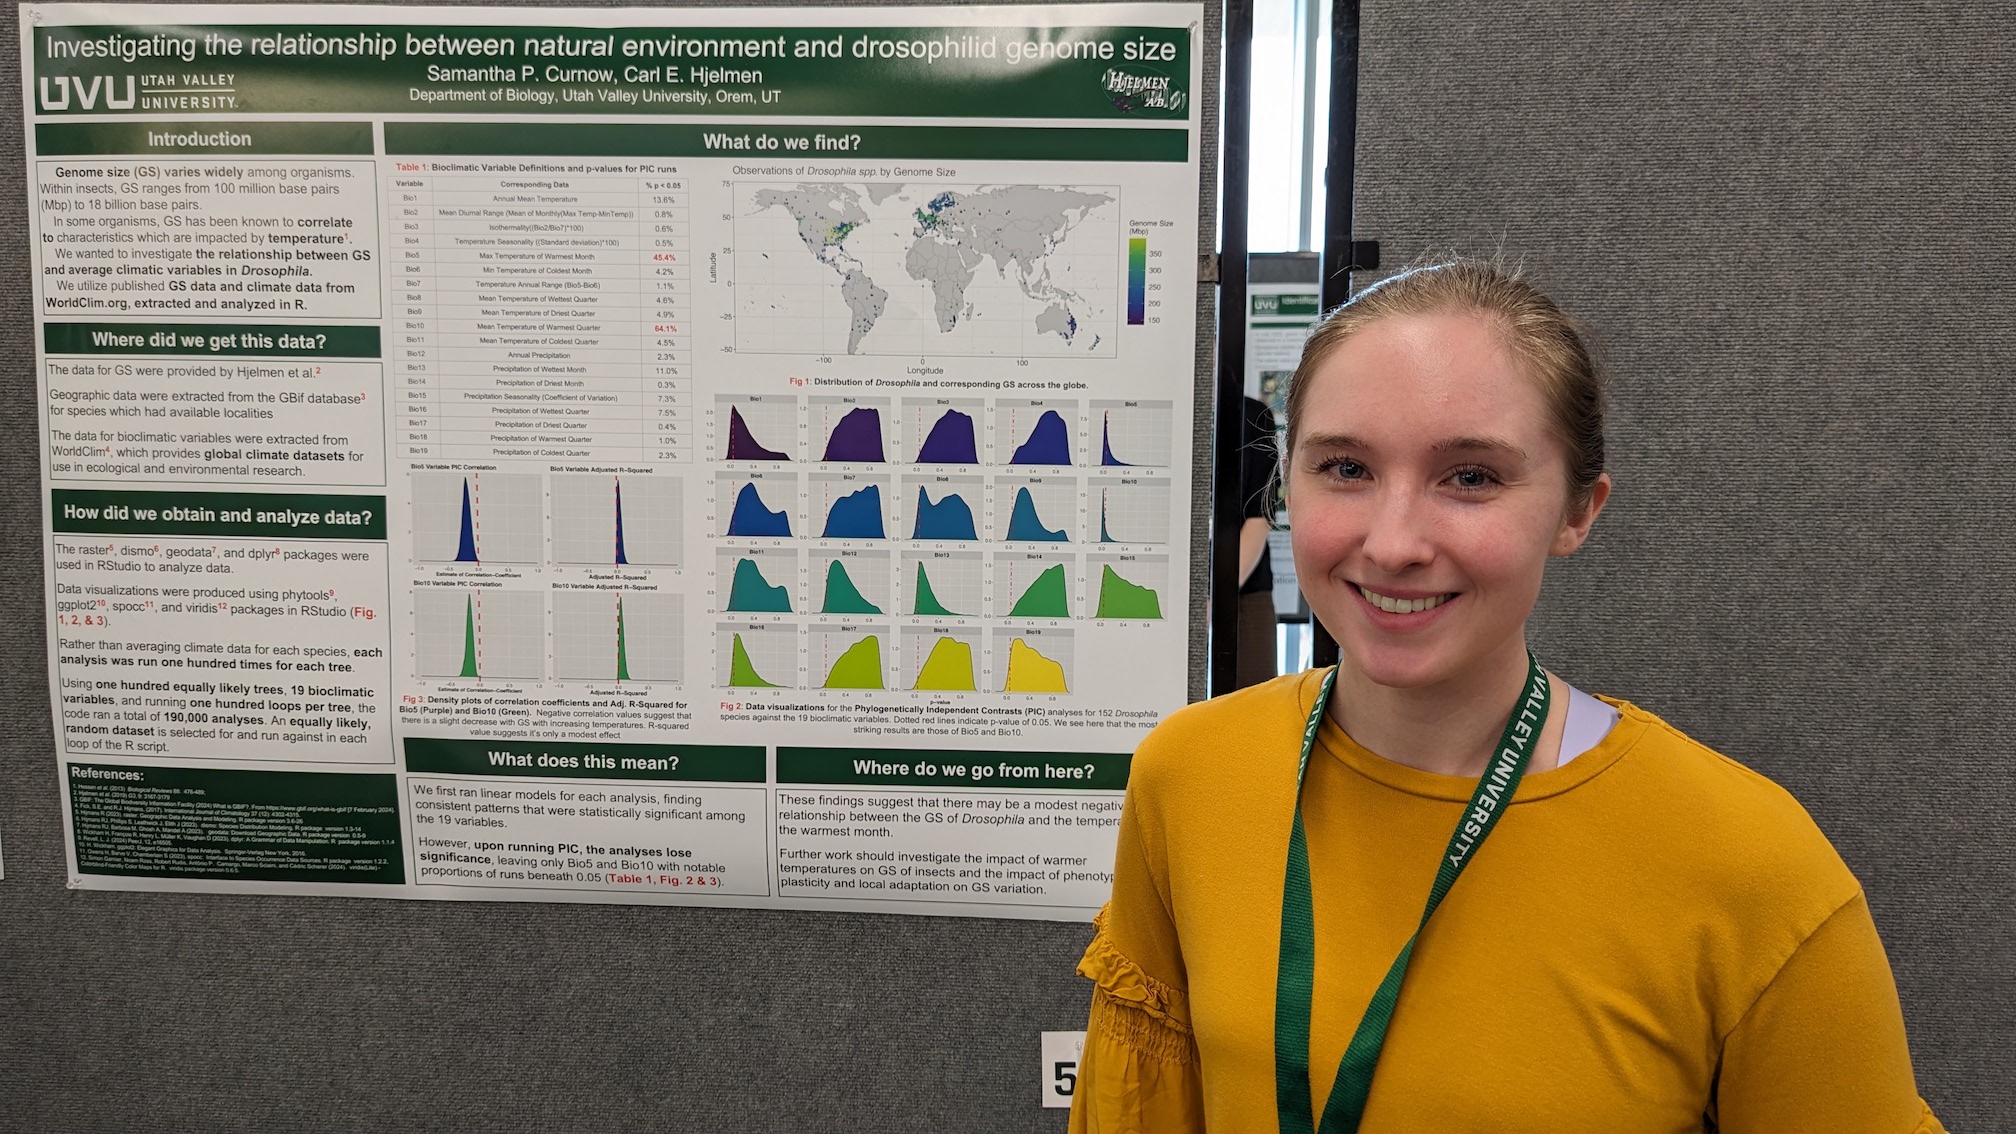 Investigating the relationship between natural environment and drosophilid genome size
Samantha P. Curnow, Carl E. Hjelmen
Department of Biology, Utah Valley University, Orem, UT
UVU UTAH VALLEY
UNIVERSITY
HJELMEN
Introduction
Genome size (GS) varies widely among organisms.
Within insects, GS ranges from 100 million base pairs
(Mbp) to 18 billion base pairs.
In some organisms, GS has been known to correlate
to characteristics which are impacted by temperature1.
We wanted to investigate the relationship between GS
and average climatic variables in Drosophila.
We utilize published GS data and climate data from
WorldClim.org, extracted and analyzed in R.
Where did we get this data?
The data for GS were provided by Hjelmen et al.2
Geographic data were extracted from the GBif database3
for species which had available localities
The data for bioclimatic variables were extracted from
WorldClim4, which provides global climate datasets for
use in ecological and environmental research.
How did we obtain and analyze data?
The raster5, dismo6, geodata7, and dplyr8 packages were
used in RStudio to analyze data.
Data visualizations were produced using phytools9,
ggplot210, spocc11, and viridis12 packages in RStudio (Fig.
1, 2, & 3).
Rather than averaging climate data for each species, each
analysis was run one hundred times for each tree.
Using one hundred equally likely trees, 19 bioclimatic
variables, and running one hundred loops per tree, the
code ran a total of 190,000 analyses. An equally likely,
random dataset is selected for and run against in each
loop of the R script.
References:
What do we find?
Table 1: Bioclimatic Variable Definitions and p-values for PIC runs
Variable Corresponding Data % p < 0.05
Bio1 Annual Mean Temperature 13.6%
Bio2 Mean Diurnal Range (Mean of Monthly(Max Temp-MinTemp)) 0.8%
Bio3 Isothermality((Bio2/Bio7)*100) 0.6%
Bio4 Temperature Seasonality ((Standard deviation)*100) 0.5%
Bio5 Max Temperature of Warmest Month 45.4%
Bio6 Min Temperature of Coldest Month 4.2%
Bio7 Temperature Annual Range (Bio5-Bio6) 1.1%
Bio8 Mean Temperature of Wettest Quarter 4.6%
Bio9 Mean Temperature of Driest Quarter 4.9%
Bio10 Mean Temperature of Warmest Quarter 64.1%
Bio11 Mean Temperature of Coldest Quarter 4.5%
Bio12 Annual Precipitation 2.3%
Bio13 Precipitation of Wettest Month 11.0%
Bio14 Precipitation of Driest Month 0.3%
Bio15 Precipitation Seasonality (Coefficient of Variation) 7.3%
Bio16 Precipitation of Wettest Quarter 7.5%
Bio17 Precipitation of Driest Quarter 0.4%
Bio18 Precipitation of Warmest Quarter 1.0%
Bio19 Precipitation of Coldest Quarter 2.3%
Bio5 Variable PIC Correlation
Bio5 Variable Adjusted R-Squared
Estimate of Correlation-Coefficient
Adjusted R-Squared
Bio10 Variable PIC Correlation
Bio10 Variable Adjusted R-Squared
Estimate of Correlation-Coefficient
Adjusted R-Squared
Fig 3: Density plots of correlation coefficients and Adj. R-Squared for
Bio5 (Purple) and Bio10 (Green). Negative correlation values suggest that
there is a slight decrease with GS with increasing temperatures. R-squared
value suggests it's only a modest effect
Observations of Drosophila spp. by Genome Size
Latitude
75
50
25
0
−25
−50
−100 0 100
Longitude
Genome Size
(Mbp)
350
300
250
200
150
Fig 1: Distribution of Drosophila and corresponding GS across the globe.
Bio1 Bio2 Bio3 Bio4 Bio5
Bio6 Bio7 Bio8 Bio9 Bio10
Bio11 Bio12 Bio13 Bio14 Bio15
Bio16 Bio17 Bio18 Bio19
p-value
Fig 2: Data visualizations for the Phylogenetically Independent Contrasts (PIC) analyses for 152 Drosophila
species against the 19 bioclimatic variables. Dotted red lines indicate p-value of 0.05. We see here that the most
striking results are those of Bio5 and Bio10.
What does this mean?
We first ran linear models for each analysis, finding
consistent patterns that were statistically significant among
the 19 variables.
However, upon running PIC, the analyses lose
significance, leaving only Bio5 and Bio10 with notable
proportions of runs beneath 0.05 (Table 1, Fig. 2 & 3).
Where do we go from here?
These findings suggest that there may be a modest negativ
relationship between the GS of Drosophila and the tempera
the warmest month.
Further work should investigate the impact of warmer
temperatures on GS of insects and the impact of phenotyp
plasticity and local adaptation on GS variation.
5
UVU
VALLEY UNIVERSITY